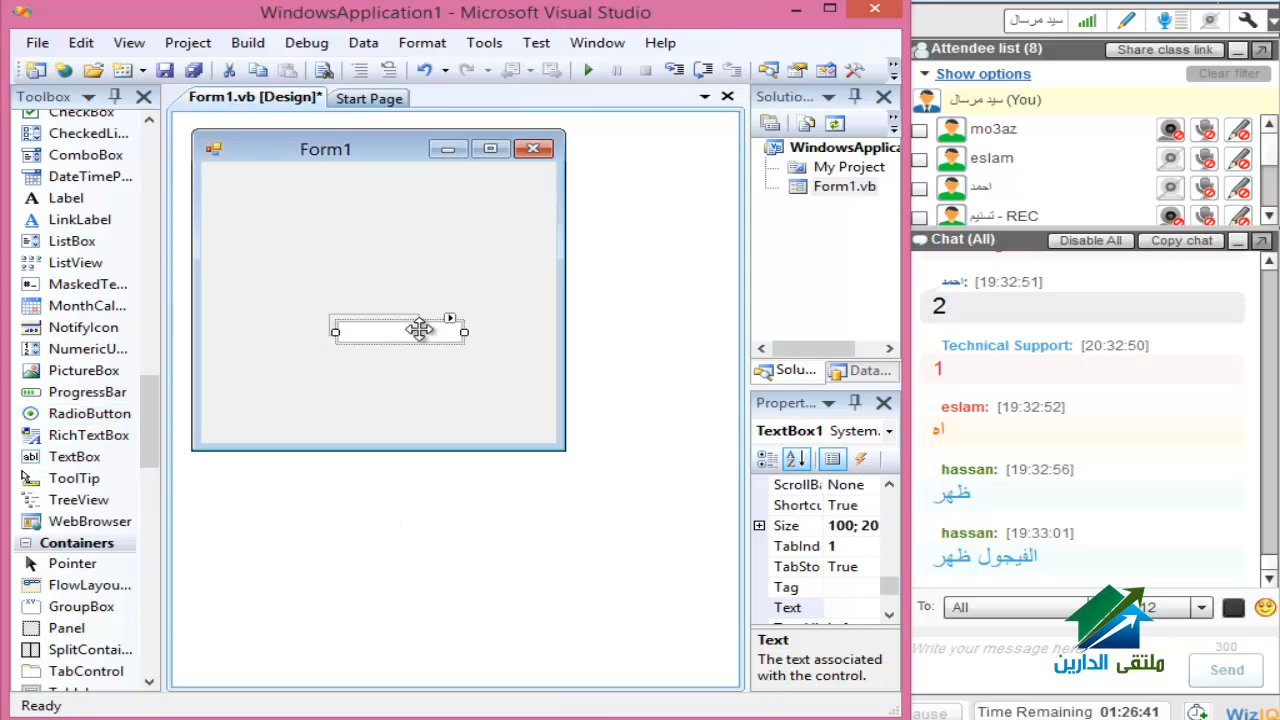 WindowsApplication1 - Microsoft Visual Studio
File Edit View Project Build Debug Data Format Tools Test Window Help
Toolbox
CheckBox
CheckedLi...
ComboBox
DateTimeP...
Label
LinkLabel
ListBox
ListView
MaskedTe...
MonthCal...
NotifyIcon
NumericU...
PictureBox
ProgressBar
RadioButton
RichTextBox
TextBox
ToolTip
TreeView
WebBrowser
Containers
Pointer
FlowLayou...
GroupBox
Panel
SplitContai...
TabControl
Ready
Form1.vb [Design]*
Start Page
Form1
Solutio...
WindowsApplica
My Project
Form1.vb
Solu...
Data...
Propert...
TextBox1 System.
ScrollBa None
Shortcu True
Size 100; 20
TabInd 1
TabSto True
Tag
Text
Text
The text associated
with the control.
سيد مرسال
Attendee list (8)
Share class link
Show options
Clear filter
سيد مرسال (You)
mo3az
eslam
احمد
تسنيم - REC
Chat (All)
Disable All
Copy chat
احمد: [19:32:51]
2
Technical Support: [20:32:50]
1
eslam: [19:32:52]
اه
hassan: [19:32:56]
ظهر
hassan: [19:33:01]
الفيجول ظهر
To: All
12
Write your message here
300
Send
ملتقى الدارين
ause
Time Remaining 01:26:41
WizIQ